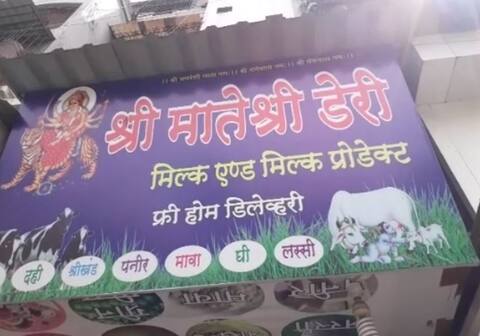 श्री मातेश्री डेरी
मिल्क एण्ड मिल्क प्रोडेक्ट
फ्री होम डिलेव्हरी
दही श्रीखंड पनीर मावा घी लस्सी